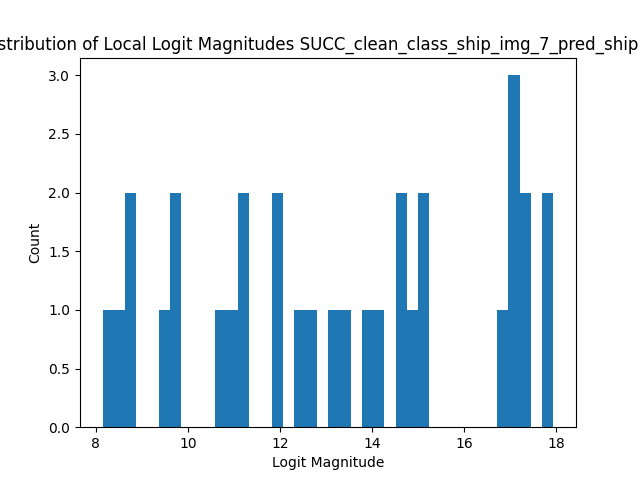 stribution of Local Logit Magnitudes SUCC_clean_class_ship_img_7_pred_ship
3.0
2.5
2.0
1.5
1.0
0.5
0.0
Count
8 10 12 14 16 18
Logit Magnitude